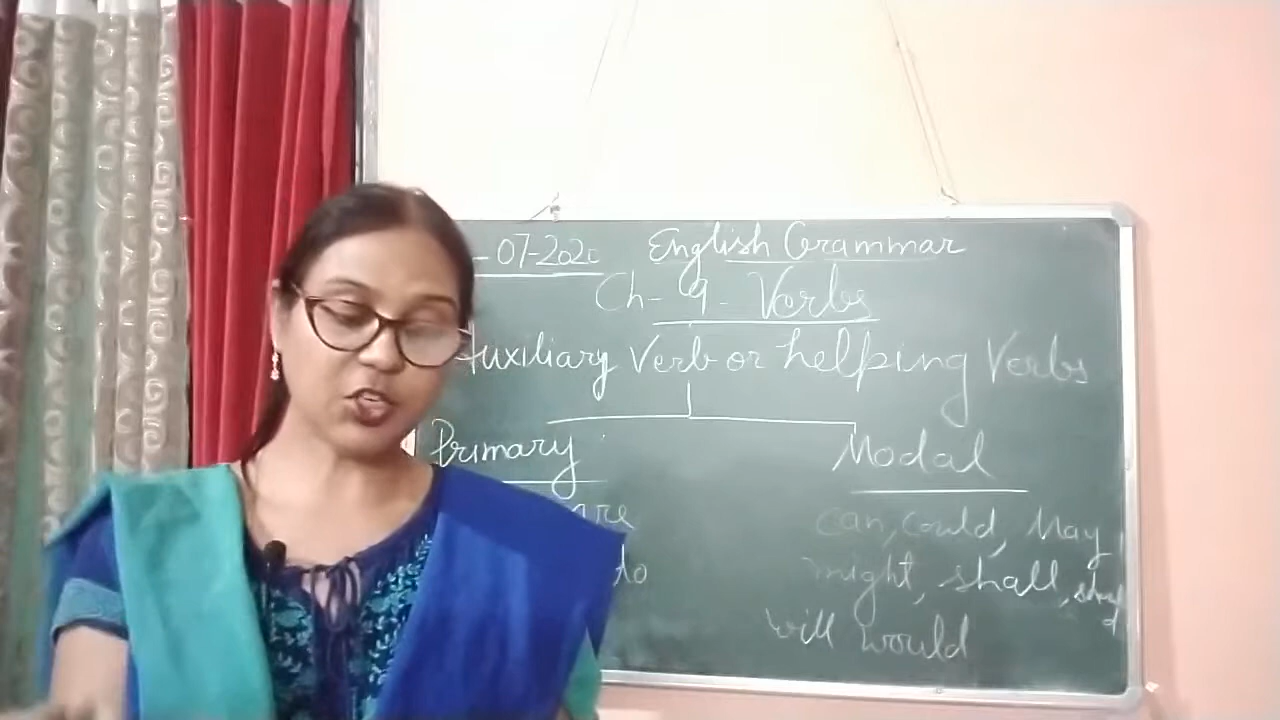 - 07-2020 English Grammar
Ch- 9 - Verbs
Auxiliary Verb or helping Verbs
Primary Modal
are can, could, May
might, shall,
will would